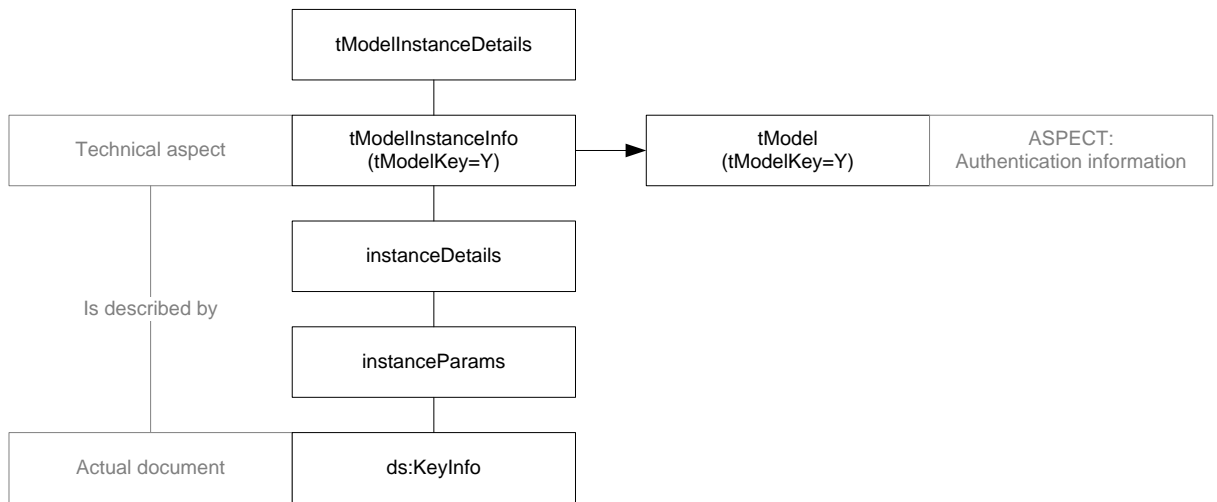 tModelInstanceDetails
Technical aspect
tModelInstanceInfo
(tModelKey=Y)
tModel
(tModelKey=Y)
ASPECT:
Authentication information
instanceDetails
Is described by
instanceParams
Actual document
ds:KeyInfo